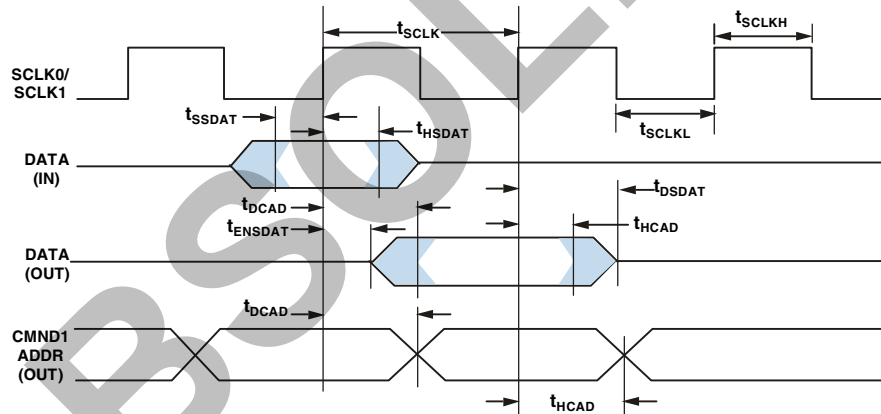 tSCLK
tSCLKH
SCLK0/
SCLK1
tSSDAT
tHSDAT
tSCLKL
DATA
(IN)
tDCAD
tDSDAT
tENSDAT
tHCAD
DATA
(OUT)
tDCAD
CMND1
ADDR
(OUT)
tHCAD
BSOL